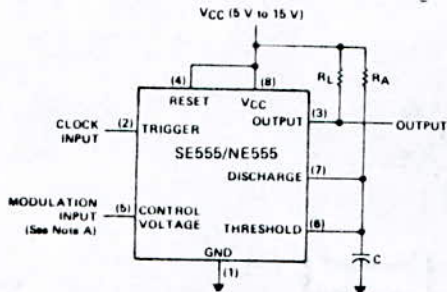 VCC (5 V to 15 V)
(4)
(8)
RL
RA
RESET
VCC
(3)
OUTPUT
OUTPUT
CLOCK
INPUT
(2)
TRIGGER
SE555/NE555
(7)
DISCHARGE
MODULATION
INPUT
(See Note A)
(5)
CONTROL
VOLTAGE
(6)
THRESHOLD
GND
C
(1)